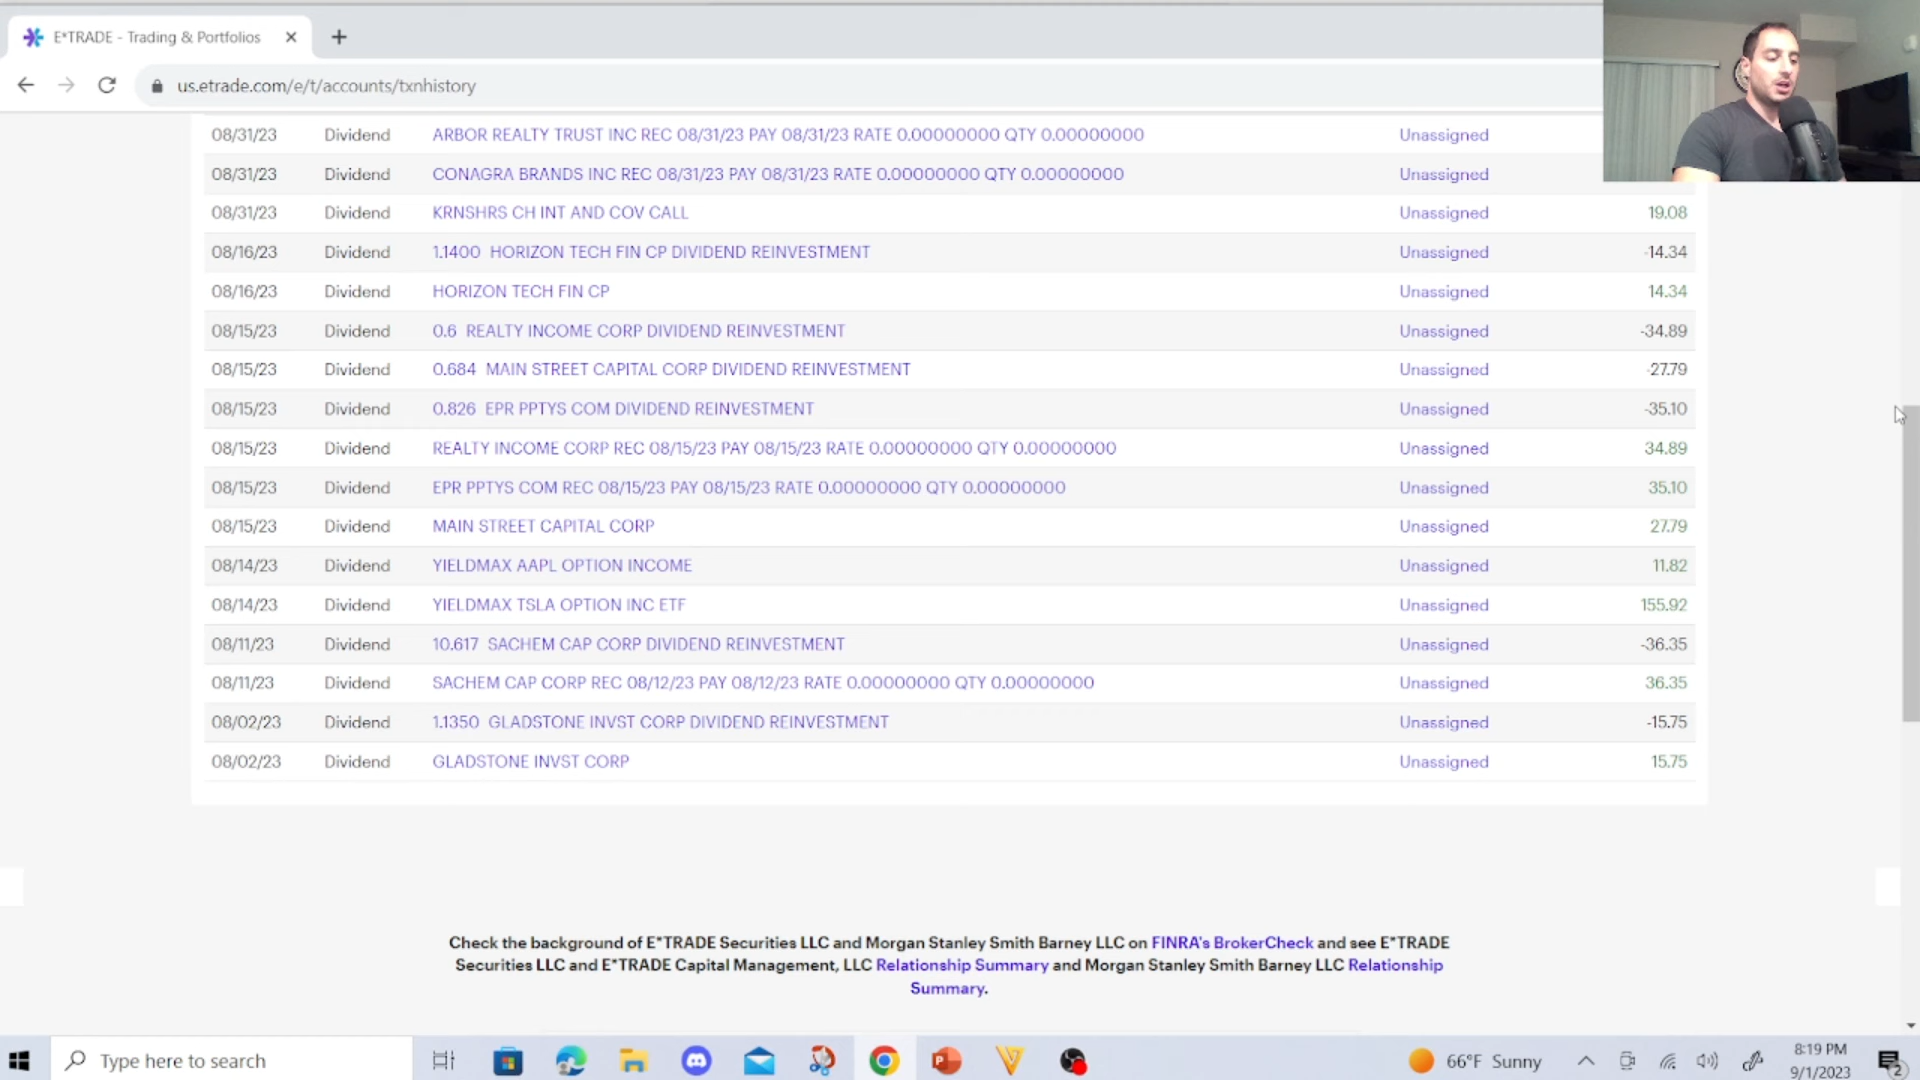 E*TRADE - Trading & Portfolios
us.etrade.com/e/t/accounts/txnhistory
08/31/23 Dividend ARBOR REALTY TRUST INC REC 08/31/23 PAY 08/31/23 RATE 0.00000000 QTY 0.00000000 Unassigned
08/31/23 Dividend CONAGRA BRANDS INC REC 08/31/23 PAY 08/31/23 RATE 0.00000000 QTY 0.00000000 Unassigned
08/31/23 Dividend KRNSHRS CH INT AND COV CALL Unassigned 19.08
08/16/23 Dividend 1.1400 HORIZON TECH FIN CP DIVIDEND REINVESTMENT Unassigned -14.34
08/16/23 Dividend HORIZON TECH FIN CP Unassigned 14.34
08/15/23 Dividend 0.6 REALTY INCOME CORP DIVIDEND REINVESTMENT Unassigned -34.89
08/15/23 Dividend 0.684 MAIN STREET CAPITAL CORP DIVIDEND REINVESTMENT Unassigned -27.79
08/15/23 Dividend 0.826 EPR PPTYS COM DIVIDEND REINVESTMENT Unassigned -35.10
08/15/23 Dividend REALTY INCOME CORP REC 08/15/23 PAY 08/15/23 RATE 0.00000000 QTY 0.00000000 Unassigned 34.89
08/15/23 Dividend EPR PPTYS COM REC 08/15/23 PAY 08/15/23 RATE 0.00000000 QTY 0.00000000 Unassigned 35.10
08/15/23 Dividend MAIN STREET CAPITAL CORP Unassigned 27.79
08/14/23 Dividend YIELDMAX AAPL OPTION INCOME Unassigned 11.82
08/14/23 Dividend YIELDMAX TSLA OPTION INC ETF Unassigned 155.92
08/11/23 Dividend 10.617 SACHEM CAP CORP DIVIDEND REINVESTMENT Unassigned -36.35
08/11/23 Dividend SACHEM CAP CORP REC 08/12/23 PAY 08/12/23 RATE 0.00000000 QTY 0.00000000 Unassigned 36.35
08/02/23 Dividend 1.1350 GLADSTONE INVST CORP DIVIDEND REINVESTMENT Unassigned -15.75
08/02/23 Dividend GLADSTONE INVST CORP Unassigned 15.75
Check the background of E*TRADE Securities LLC and Morgan Stanley Smith Barney LLC on FINRA's BrokerCheck and see E*TRADE
Securities LLC and E*TRADE Capital Management, LLC Relationship Summary and Morgan Stanley Smith Barney LLC Relationship
Summary.
Type here to search
66°F Sunny
8:19 PM
9/1/2023
2